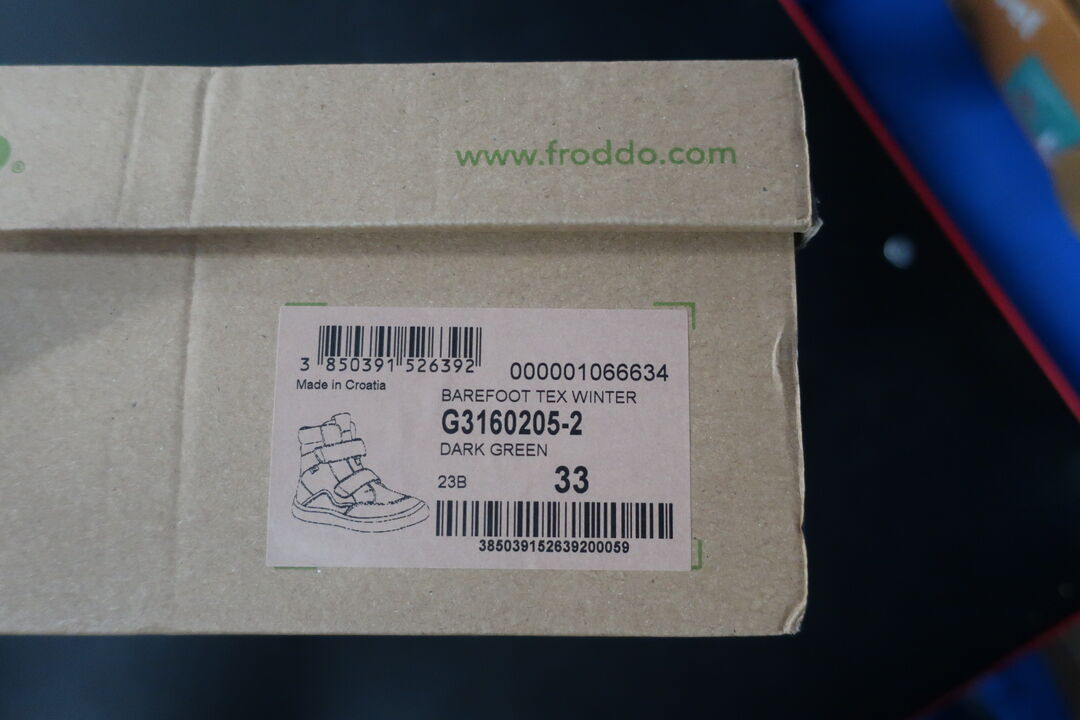 www.froddo.com
®
3 850391 526392
000001066634
Made in Croatia
BAREFOOT TEX WINTER
G3160205-2
DARK GREEN
23B
33
385039152639200059